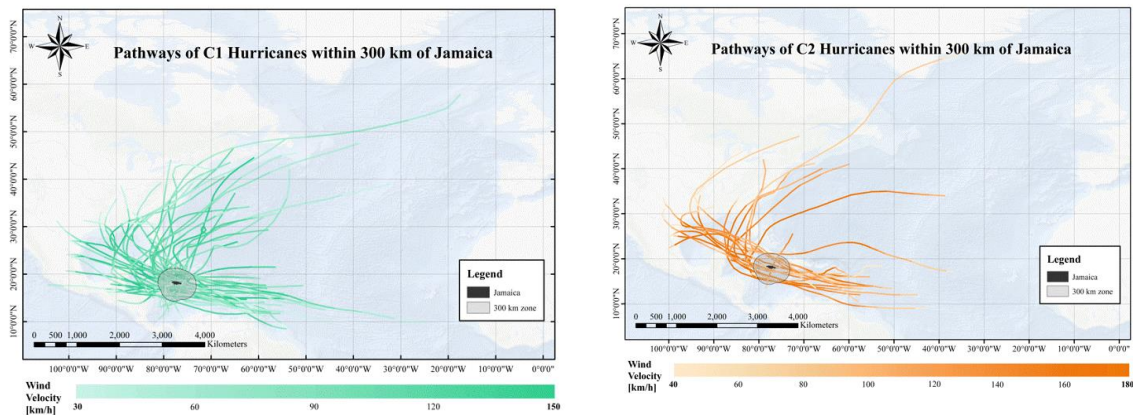 Pathways of C1 Hurricanes within 300 km of Jamaica
N
W
E
S
70°0'0"N
60°0'0"N
50°0'0"N
40°0'0"N
30°0'0"N
20°0'0"N
10°0'0"N
Legend
Jamaica
300 km zone
0 500 1,000 2,000 3,000 4,000
Kilometers
100°0'0"W 90°0'0"W 80°0'0"W 70°0'0"W 60°0'0"W 50°0'0"W 40°0'0"W 30°0'0"W 20°0'0"W 10°0'0"W 0°0'0"
Wind
Velocity
[km/h]
30 60 90 120 150
Pathways of C2 Hurricanes within 300 km of Jamaica
N
W
E
S
70°0'0"N
60°0'0"N
50°0'0"N
40°0'0"N
30°0'0"N
20°0'0"N
10°0'0"N
Legend
Jamaica
300 km zone
0 500 1,000 2,000 3,000 4,000
Kilometers
100°0'0"W 90°0'0"W 80°0'0"W 70°0'0"W 60°0'0"W 50°0'0"W 40°0'0"W 30°0'0"W 20°0'0"W 10°0'0"W 0°0'0"
Wind
Velocity
[km/h]
40 60 80 100 120 140 160 180